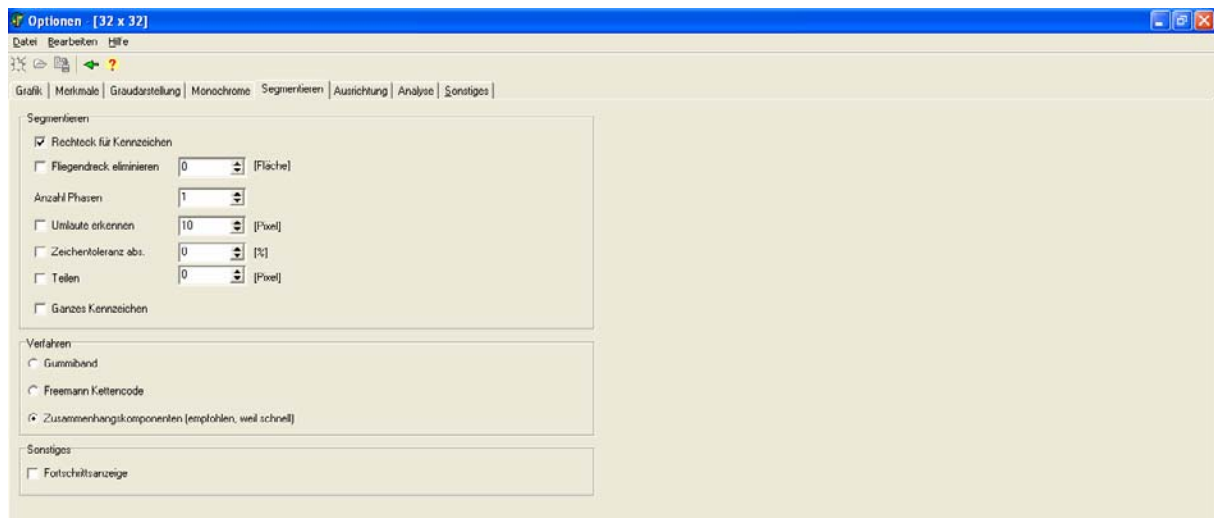 Optionen - [32 x 32]
Datei Bearbeiten Hilfe
Grafik Merkmale Graudarstellung Monochrome Segmentieren Ausrichtung Analyse Sonstiges
Segmentieren
Rechteck für Kennzeichen
Fliegendreck eliminieren 0 [Fläche]
Anzahl Phasen 1
Umlaute erkennen 10 [Pixel]
Zeichentoleranz abs. 0 [%]
Teilen 0 [Pixel]
Ganzes Kennzeichen
Verfahren
Gummiband
Freemann Kettencode
Zusammenhangskomponenten (empfohlen, weil schnell)
Sonstiges
Fortschrittsanzeige